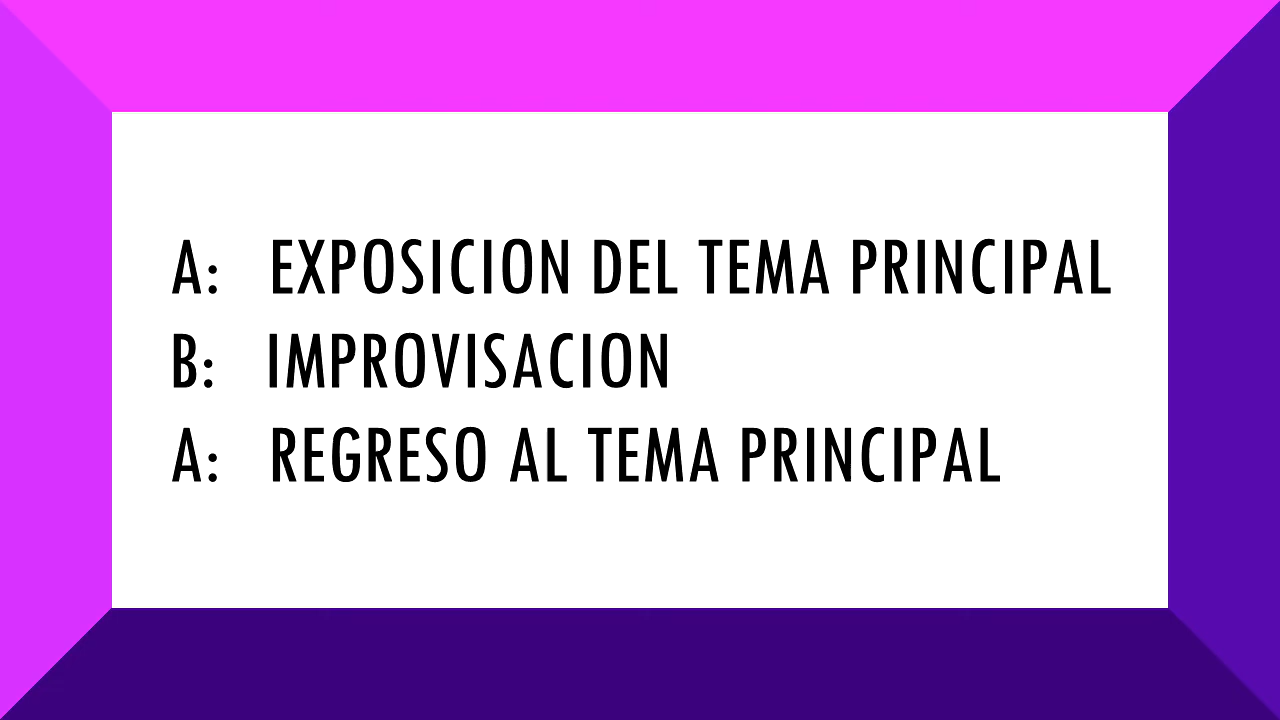 A: EXPOSICION DEL TEMA PRINCIPAL
B: IMPROVISACION
A: REGRESO AL TEMA PRINCIPAL